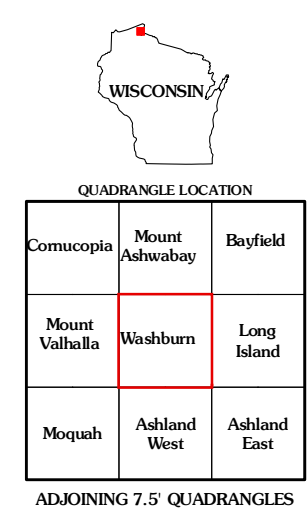 WISCONSIN
QUADRANGLE LOCATION
Cornucopia
Mount
Ashwabay
Bayfield
Mount
Valhalla
Washburn
Long
Island
Moquah
Ashland
West
Ashland
East
ADJOINING 7.5' QUADRANGLES